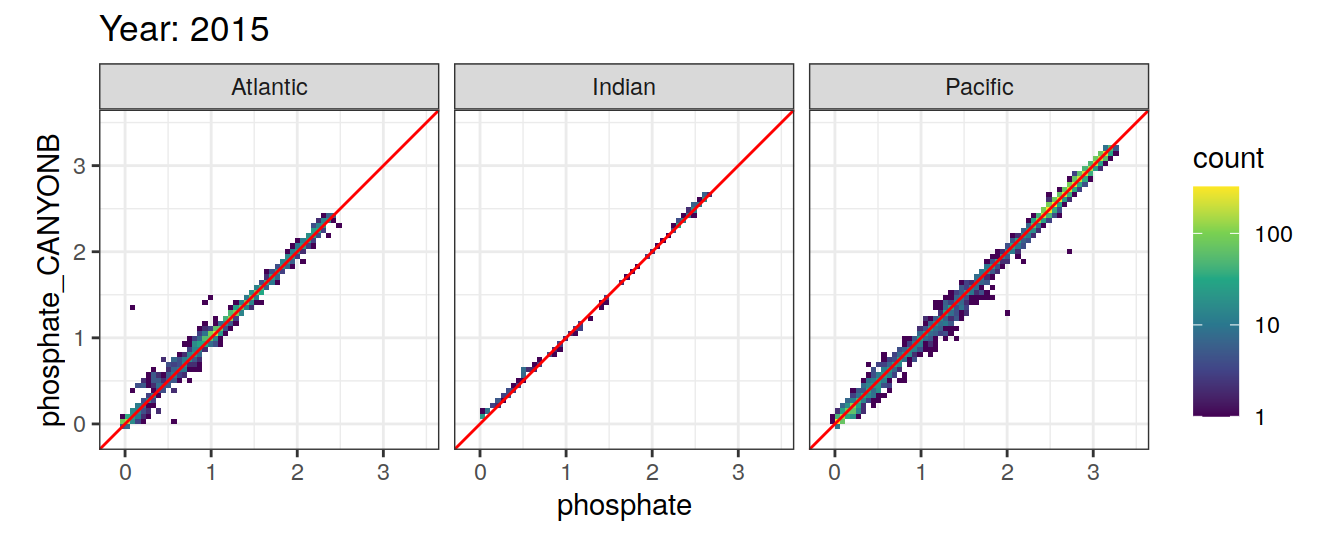 Year: 2015
Atlantic
Indian
Pacific
phosphate_CANYONB
3
2
1
0
0 1 2 3
0 1 2 3
0 1 2 3
phosphate
count
100
10
1